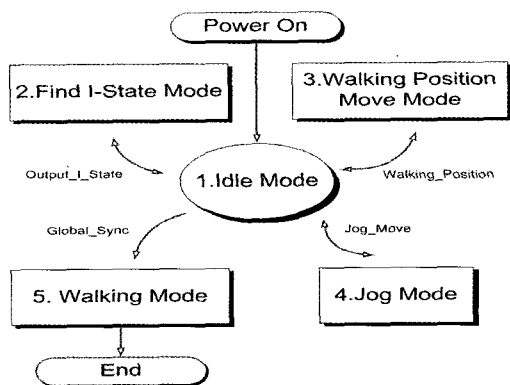 Power On
2.Find I-State Mode
3.Walking Position
Move Mode
Output_I_State
1.Idle Mode
Walking_Position
Global_Sync
Jog_Move
5. Walking Mode
4.Jog Mode
End